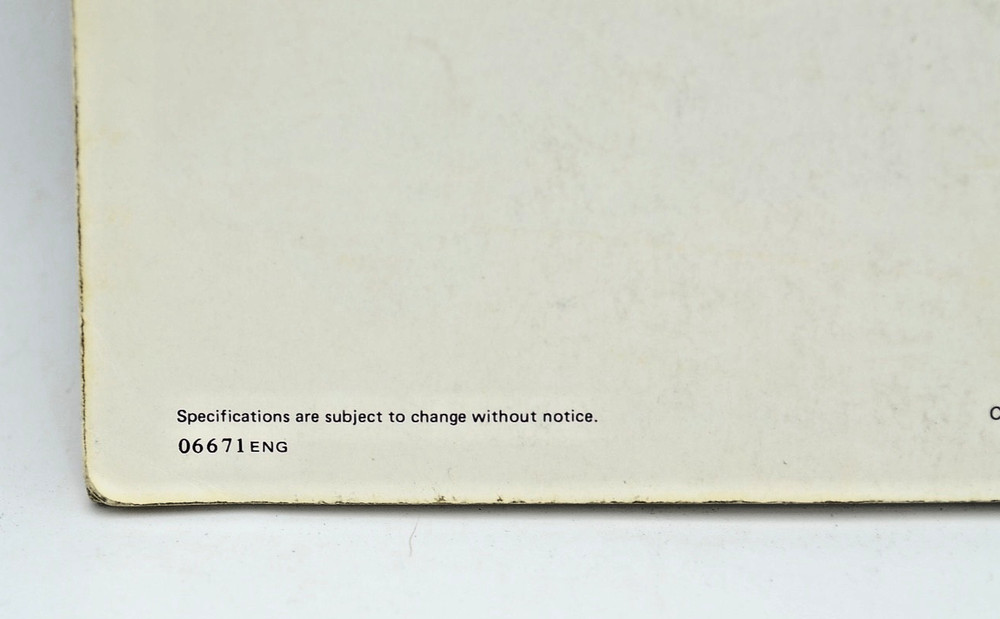 Specifications are subject to change without notice.
06671ENG